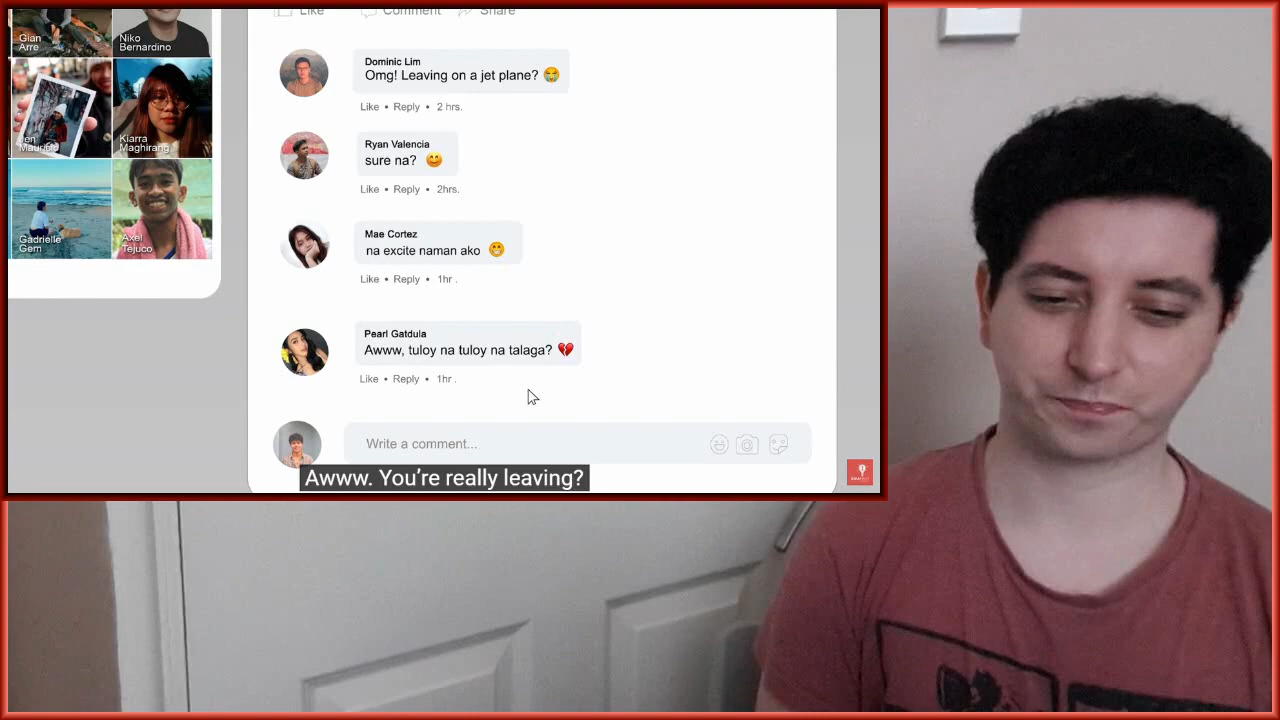 Like Comment Share
Gian
Arre
Niko
Bernardino
Dominic Lim
Omg! Leaving on a jet plane? 😭
Like • Reply • 2 hrs.
Kiarra
Maghirang
Ryan Valencia
sure na? 😊
Like • Reply • 2hrs.
Gadrielle
Gem
Axel
Tejuco
Mae Cortez
na excite naman ako 😁
Like • Reply • 1hr .
Pearl Gatdula
Awww, tuloy na tuloy na talaga? 💔
Like • Reply • 1hr .
Write a comment...
Awww. You’re really leaving?